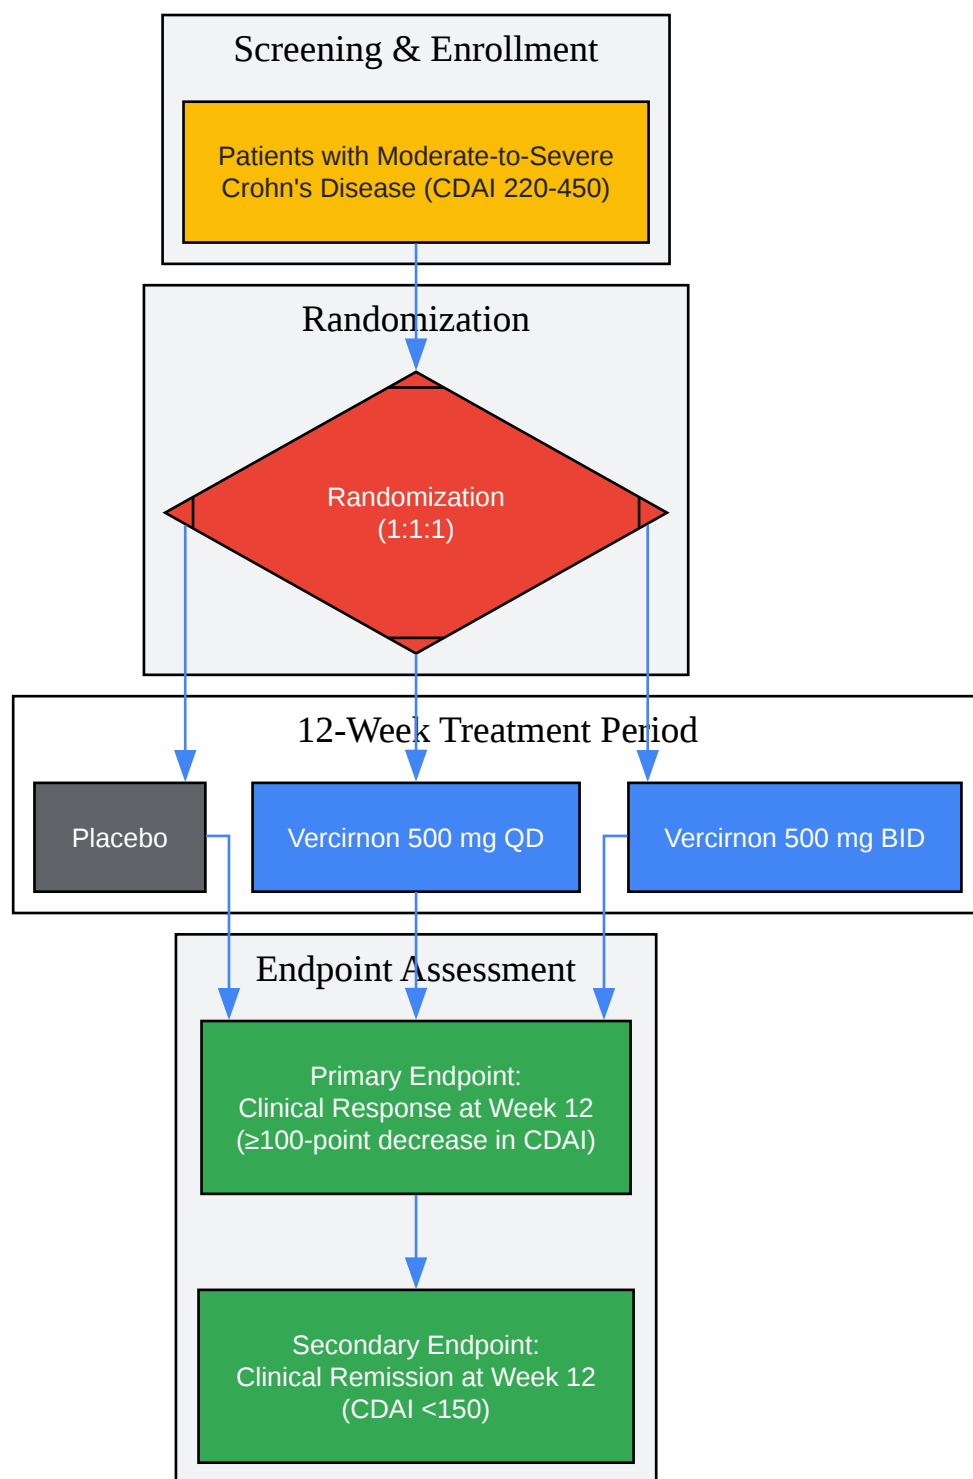 Screening & Enrollment
Patients with Moderate-to-Severe
Crohn's Disease (CDAI 220-450)
Randomization
Randomization
(1:1:1)
12-Week Treatment Period
Placebo
Vercirnon 500 mg QD
Vercirnon 500 mg BID
Endpoint Assessment
Primary Endpoint:
Clinical Response at Week 12
(≥100-point decrease in CDAI)
Secondary Endpoint:
Clinical Remission at Week 12
(CDAI <150)